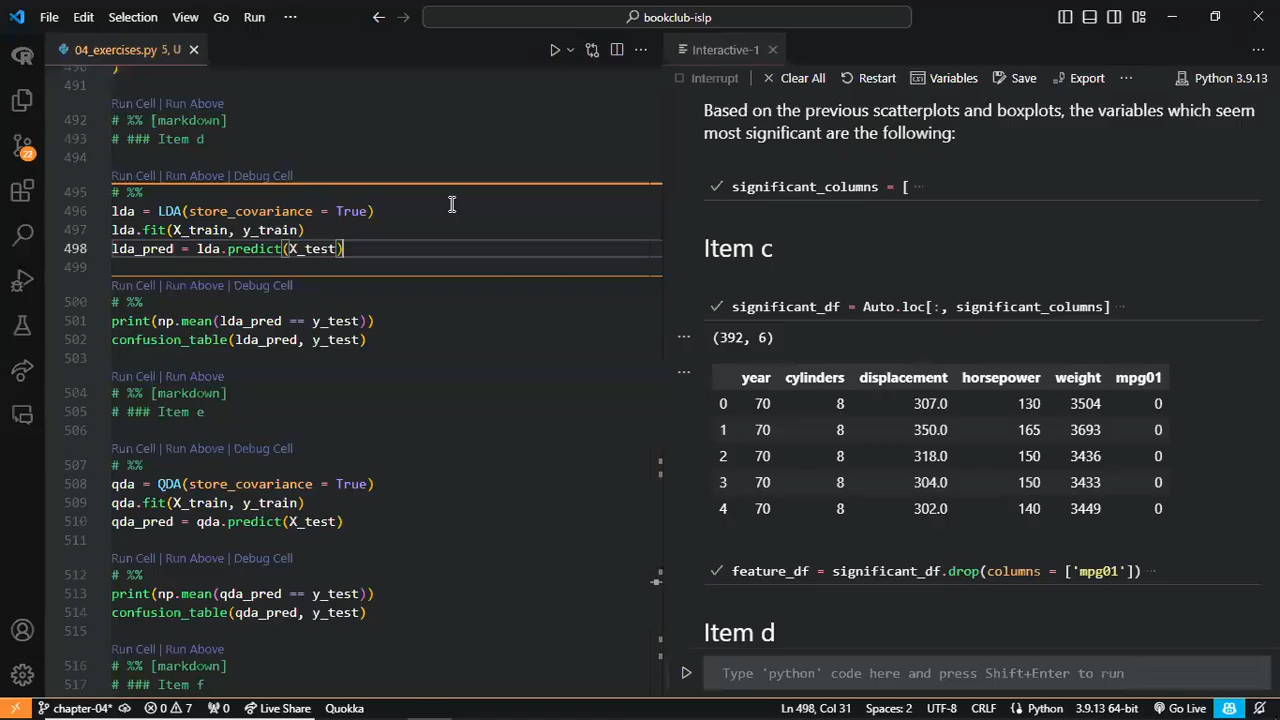 File Edit Selection View Go Run ··· bookclub-islp
04_exercises.py 5, U
Interactive-1
Interrupt Clear All Restart Variables Save Export ··· Python 3.9.13
490 )
491
Run Cell | Run Above
492 # %% [markdown]
493 # ### Item d
494
Run Cell | Run Above | Debug Cell
495 # %%
496 lda = LDA(store_covariance = True)
497 lda.fit(X_train, y_train)
498 lda_pred = lda.predict(X_test)
499
Run Cell | Run Above | Debug Cell
500 # %%
501 print(np.mean(lda_pred == y_test))
502 confusion_table(lda_pred, y_test)
503
Run Cell | Run Above
504 # %% [markdown]
505 # ### Item e
506
Run Cell | Run Above | Debug Cell
507 # %%
508 qda = QDA(store_covariance = True)
509 qda.fit(X_train, y_train)
510 qda_pred = qda.predict(X_test)
511
Run Cell | Run Above | Debug Cell
512 # %%
513 print(np.mean(qda_pred == y_test))
514 confusion_table(qda_pred, y_test)
515
Run Cell | Run Above
516 # %% [markdown]
517 # ### Item f
Based on the previous scatterplots and boxplots, the variables which seem
most significant are the following:
significant_columns = [ ···
Item c
significant_df = Auto.loc[:, significant_columns] ···
(392, 6)
year cylinders displacement horsepower weight mpg01
0 70 8 307.0 130 3504 0
1 70 8 350.0 165 3693 0
2 70 8 318.0 150 3436 0
3 70 8 304.0 150 3433 0
4 70 8 302.0 140 3449 0
feature_df = significant_df.drop(columns = ['mpg01']) ···
Item d
Type 'python' code here and press Shift+Enter to run
22
chapter-04* 0 7 0 Live Share Quokka Ln 498, Col 31 Spaces: 2 UTF-8 CRLF Python 3.9.13 64-bit Go Live